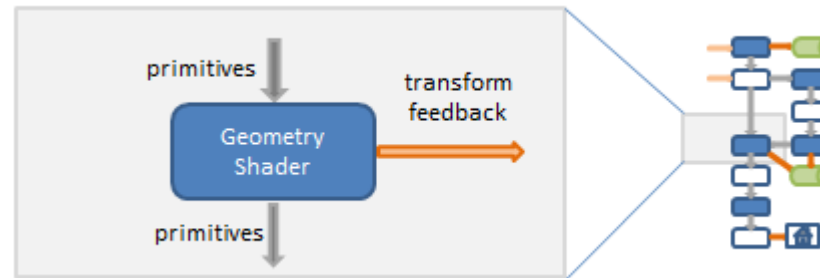 primitives
transform
feedback
Geometry
Shader
primitives